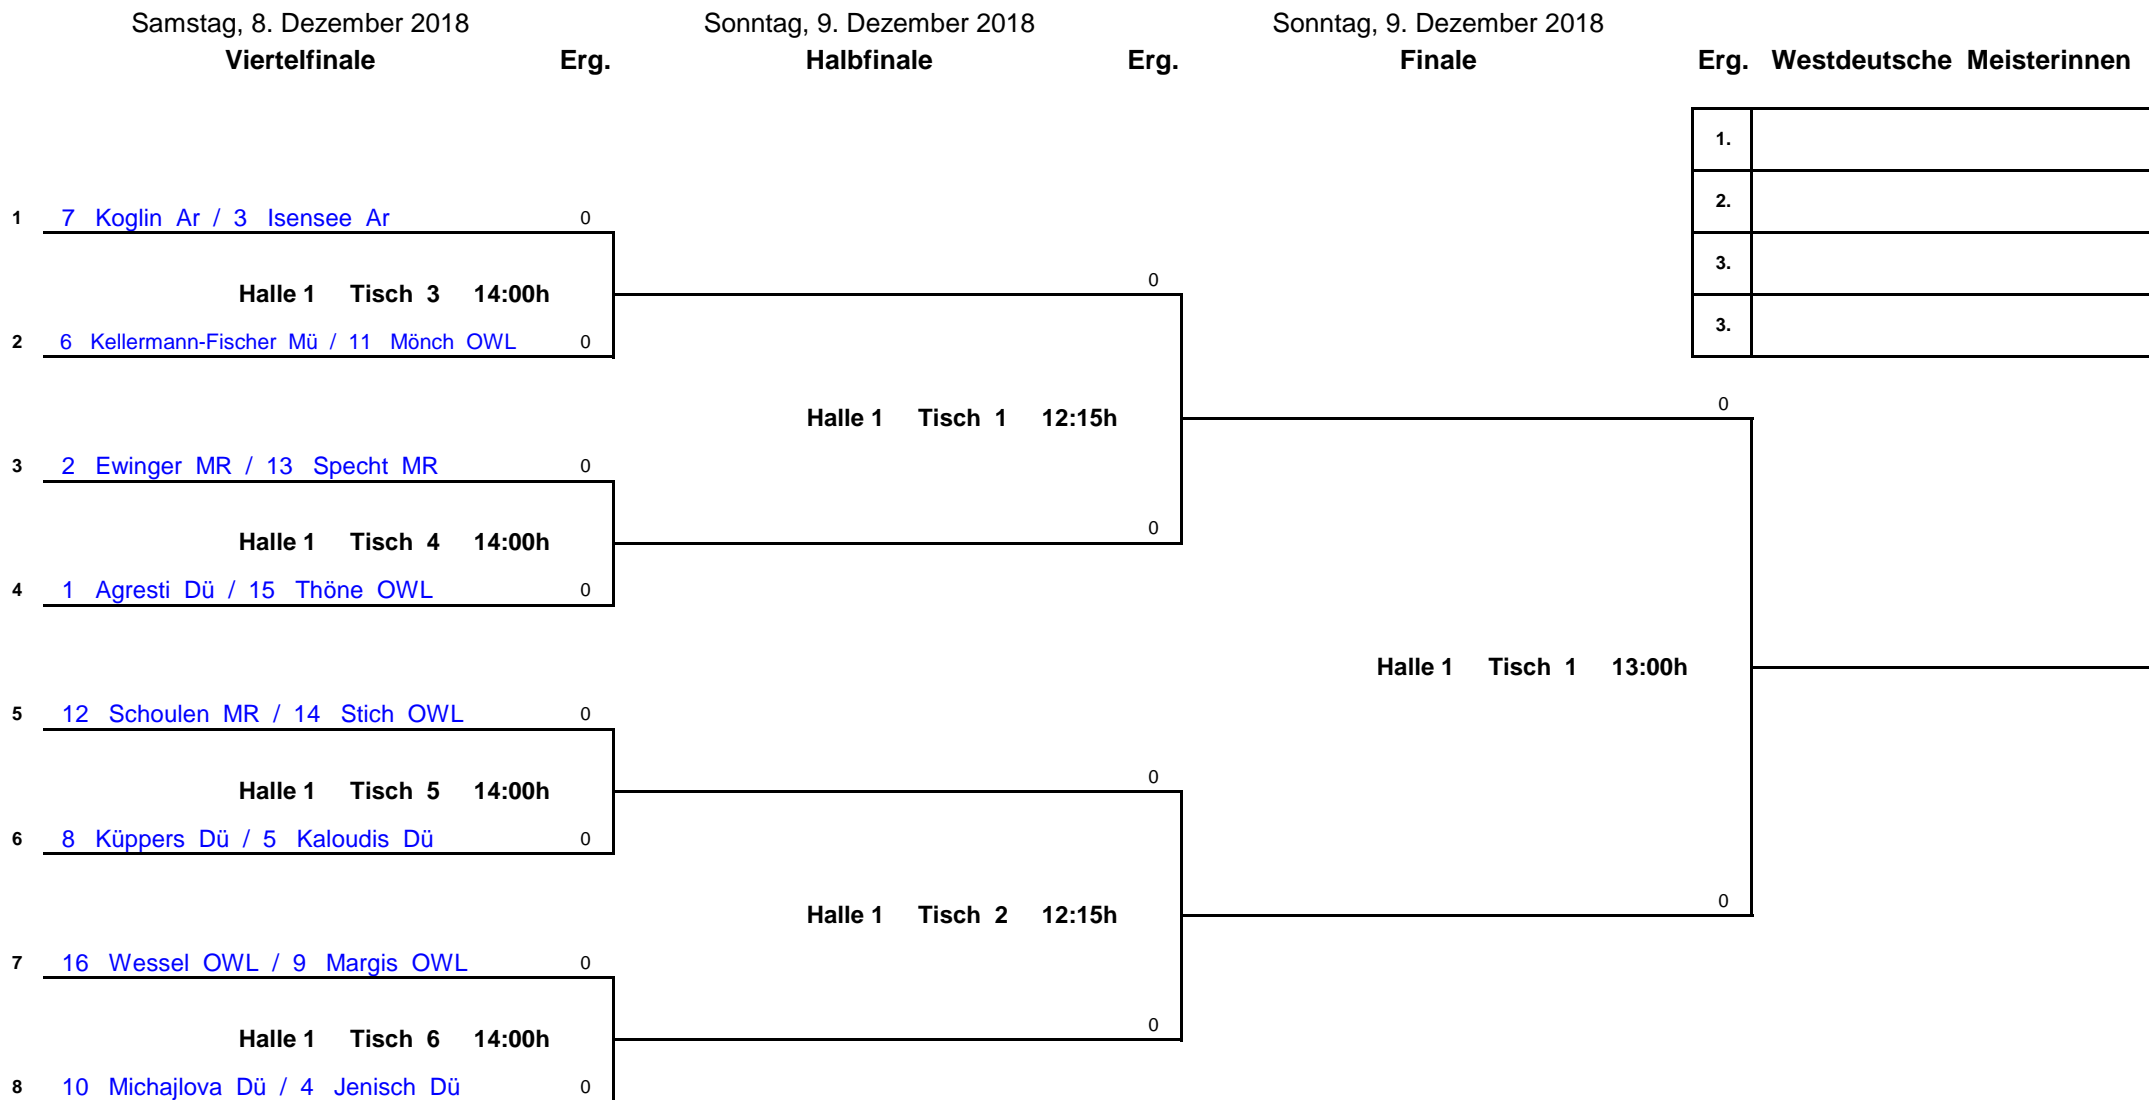 Samstag, 8. Dezember 2018 Sonntag, 9. Dezember 2018 Sonntag, 9. Dezember 2018
Viertelfinale Erg. Halbfinale Erg. Finale Erg. Westdeutsche Meisterinnen
1.
2.
1 7 Koglin Ar / 3 Isensee Ar 0
3.
0
Halle 1 Tisch 3 14:00h
3.
2 6 Kellermann-Fischer Mü / 11 Mönch OWL 0
0
Halle 1 Tisch 1 12:15h
3 2 Ewinger MR / 13 Specht MR 0
0
Halle 1 Tisch 4 14:00h
4 1 Agresti Dü / 15 Thöne OWL 0
Halle 1 Tisch 1 13:00h
5 12 Schoulen MR / 14 Stich OWL 0
0
Halle 1 Tisch 5 14:00h
6 8 Küppers Dü / 5 Kaloudis Dü 0
0
Halle 1 Tisch 2 12:15h
7 16 Wessel OWL / 9 Margis OWL 0
0
Halle 1 Tisch 6 14:00h
8 10 Michajlova Dü / 4 Jenisch Dü 0